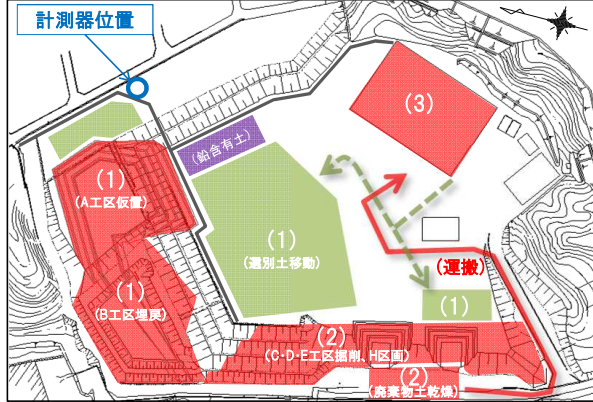 計測器位置
(3)
(鉛含有土)
(1)
(A工区仮置)
(1)
(選別土移動)
(運搬)
(1)
(B工区埋戻)
(1)
(2)
(C・D・E工区掘削、H区画)
(2)
(廃棄物土乾燥)